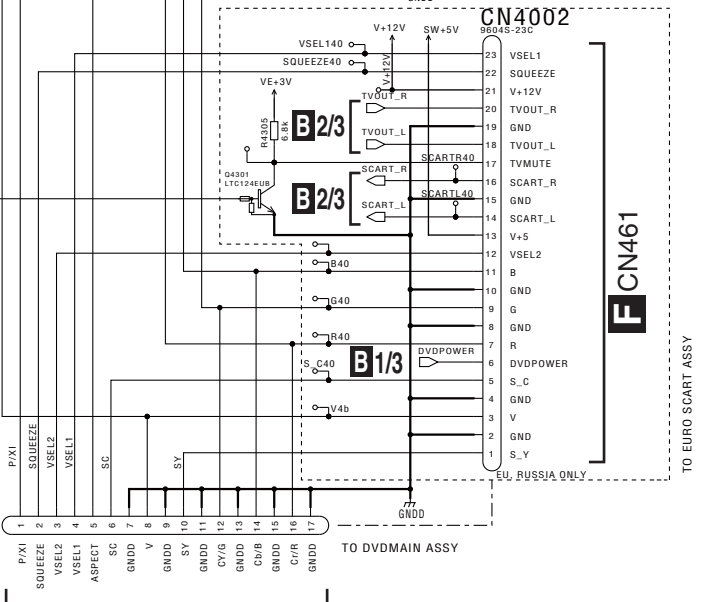 CN4002
9604S-23C
V+12V
SW+5V
VSEL140
SQUEEZE40
V+12V
VE+3V
R4305
6.8k
B 2/3
TVOUT_R
TVOUT_L
Q4301
LTC124EUB
B 2/3
SCART_R
SCART_L
SCARTR40
SCARTL40
23 VSEL1
22 SQUEEZE
21 V+12V
20 TVOUT_R
19 GND
18 TVOUT_L
17 TVMUTE
16 SCART_R
15 GND
14 SCART_L
13 V+5
12 VSEL2
11 B
10 GND
9 G
8 GND
7 R
6 DVDPOWER
5 S_C
4 GND
3 V
2 GND
1 S_Y
F CN461
TO EURO SCART ASSY
B40
G40
R40
S_C40
V4b
B 1/3
DVDPOWER
EU, RUSSIA ONLY
GNDD
P/XI
SQUEEZE
VSEL2
VSEL1
SC
SY
1 2 3 4 5 6 7 8 9 10 11 12 13 14 15 16 17
P/XI
SQUEEZE
VSEL2
VSEL1
ASPECT
SC
GNDD
V
GNDD
SY
GNDD
CY/G
GNDD
Cb/B
GNDD
Cr/R
GNDD
TO DVDMAIN ASSY